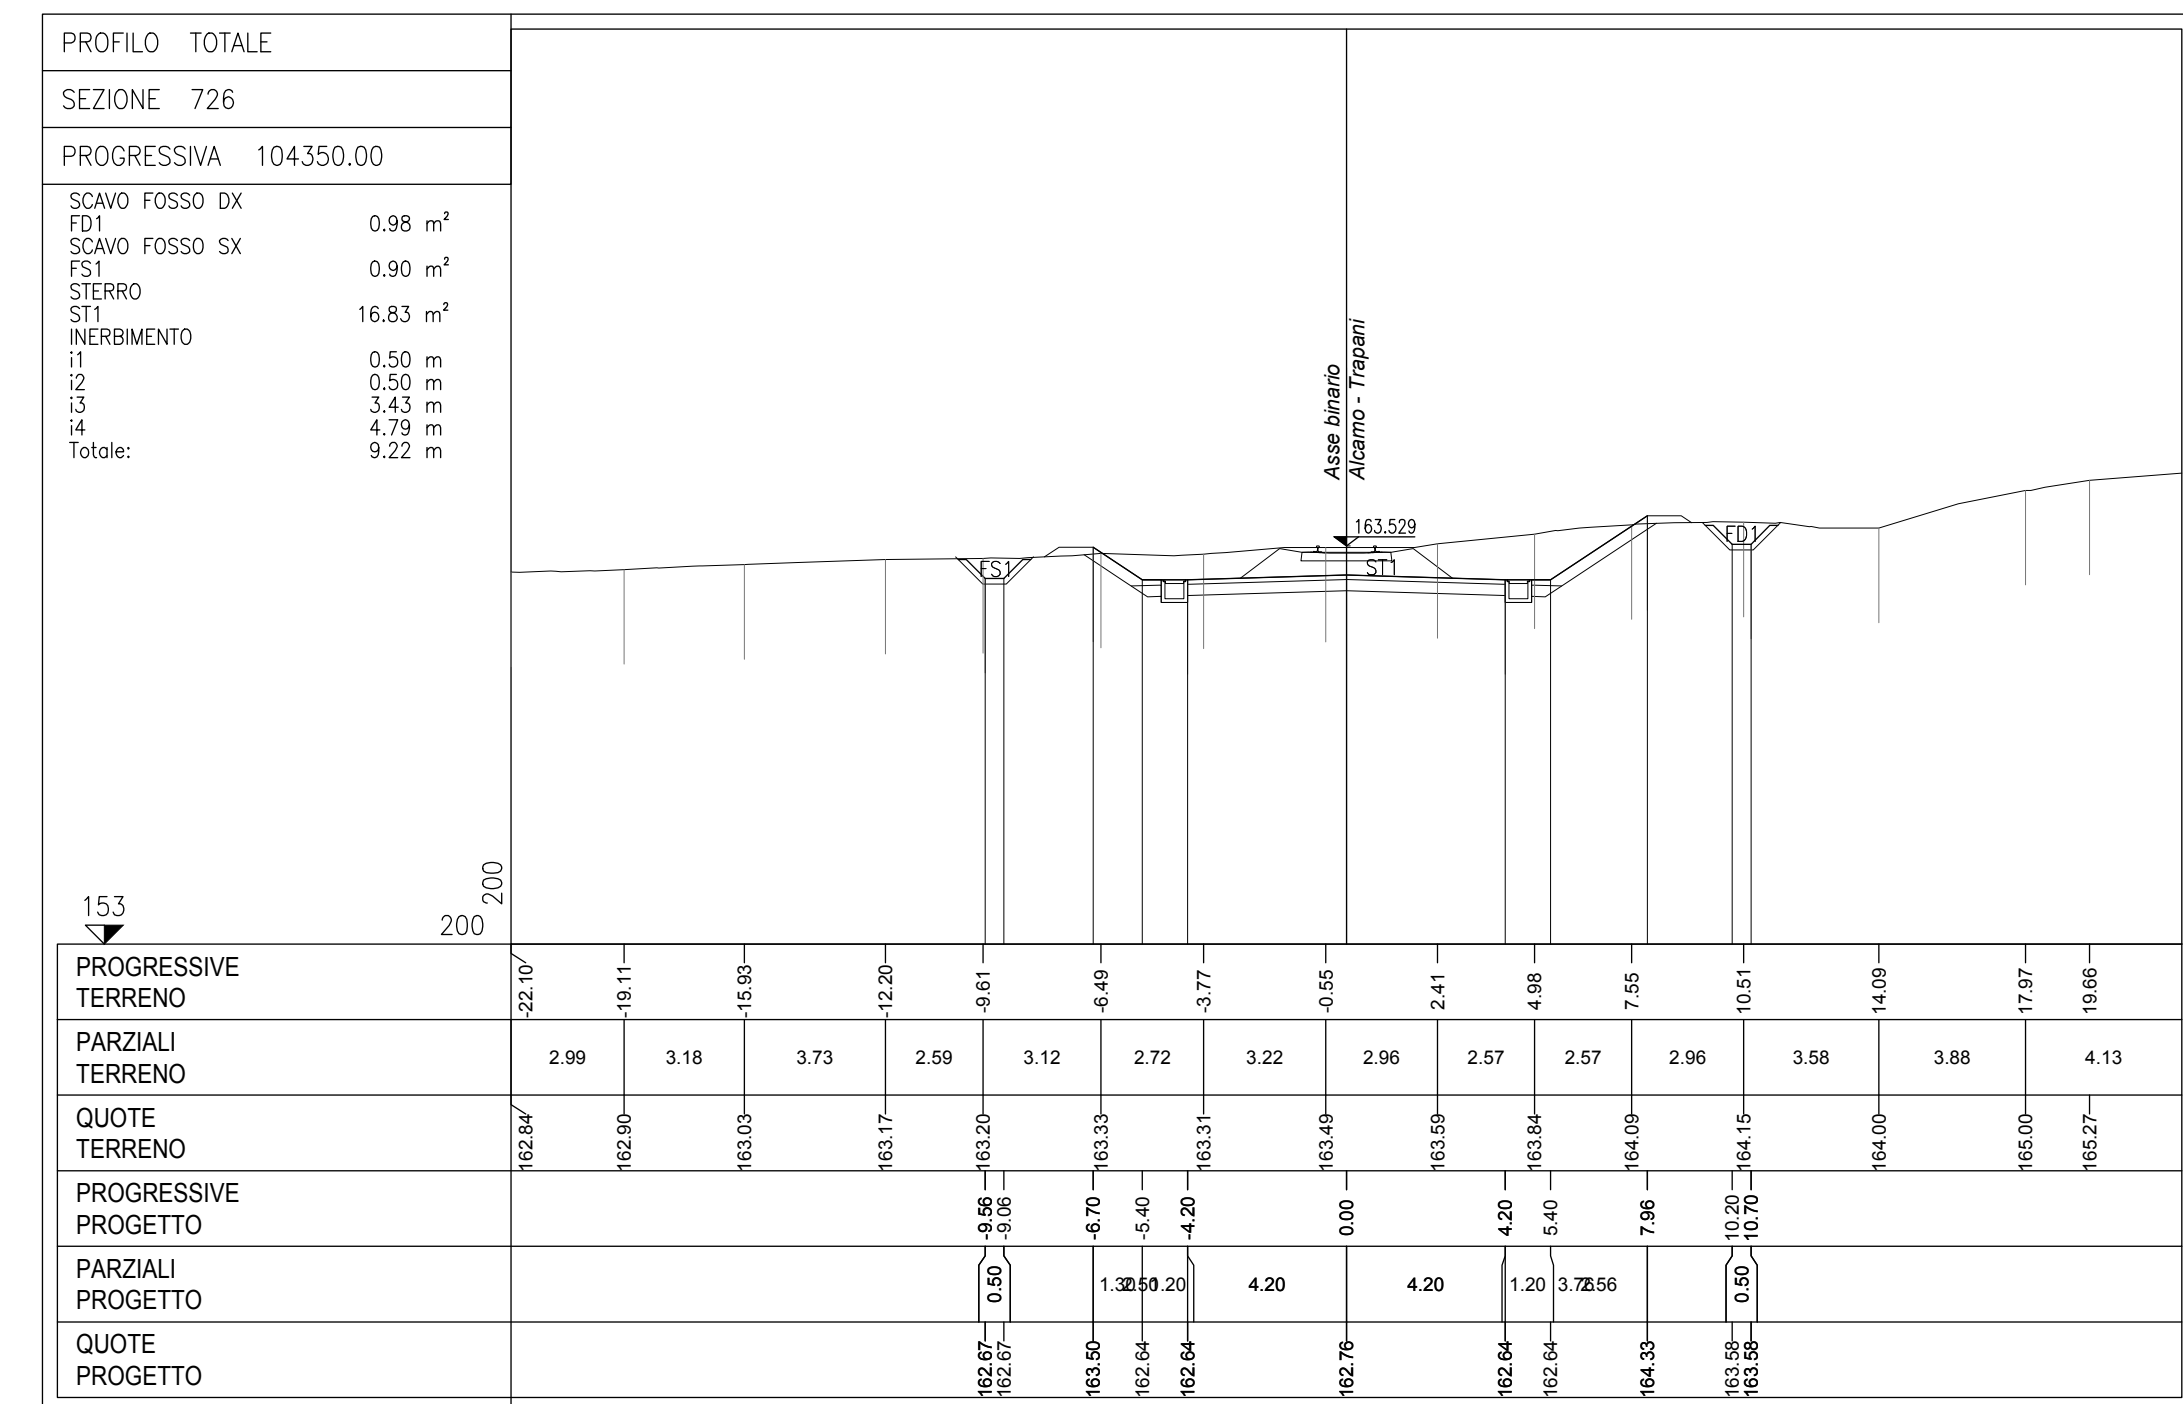 PROFILO TOTALE
SEZIONE 726
PROGRESSIVA 104350.00
SCAVO FOSSO DX
FD1 0.98 m²
SCAVO FOSSO SX
FS1 0.90 m²
STERRO
ST1 16.83 m²
INERBIMENTO
i1 0.50 m
i2 0.50 m
i3 3.43 m
i4 4.79 m
Totale: 9.22 m
Asse binario
Alcamo - Trapani
163.529
FS1
ST1
FD1
153
200
200
PROGRESSIVE
TERRENO
-22.10 -19.11 -15.93 -12.20 -9.61 -6.49 -3.77 -0.55 2.41 4.98 7.55 10.51 14.09 17.97 19.66
PARZIALI
TERRENO
2.99 3.18 3.73 2.59 3.12 2.72 3.22 2.96 2.57 2.57 2.96 3.58 3.88 4.13
QUOTE
TERRENO
162.84 162.90 163.03 163.17 163.20 163.33 163.31 163.49 163.59 163.84 164.09 164.15 164.00 165.00 165.27
PROGRESSIVE
PROGETTO
-9.56 -9.06 -6.70 -5.40 -4.20 0.00 4.20 5.40 7.96 10.20 10.70
PARZIALI
PROGETTO
0.50 1.30 2.50 1.20 4.20 4.20 1.20 3.76 2.56 0.50
QUOTE
PROGETTO
162.67 162.67 163.50 162.64 162.64 162.76 162.64 162.64 164.33 163.58 163.58